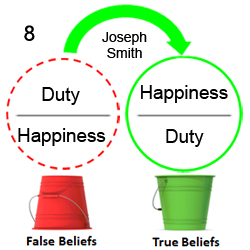 8
Joseph
Smith
Duty
Happiness
Happiness
Duty
False Beliefs
True Beliefs